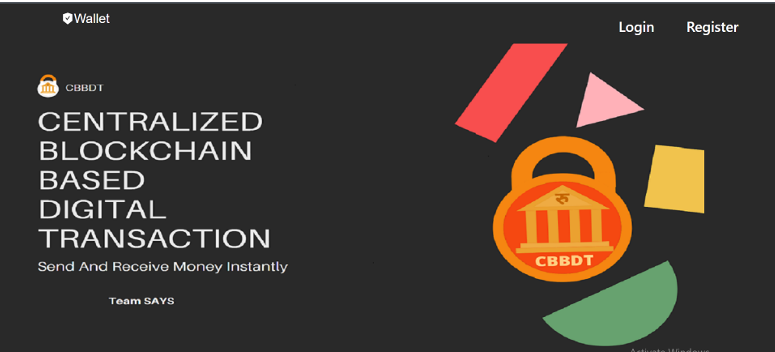 Wallet
Login
Register
CBBDT
CENTRALIZED
BLOCKCHAIN
BASED
DIGITAL
TRANSACTION
Send And Receive Money Instantly
Team SAYS
रु
CBBDT
Activate Windows